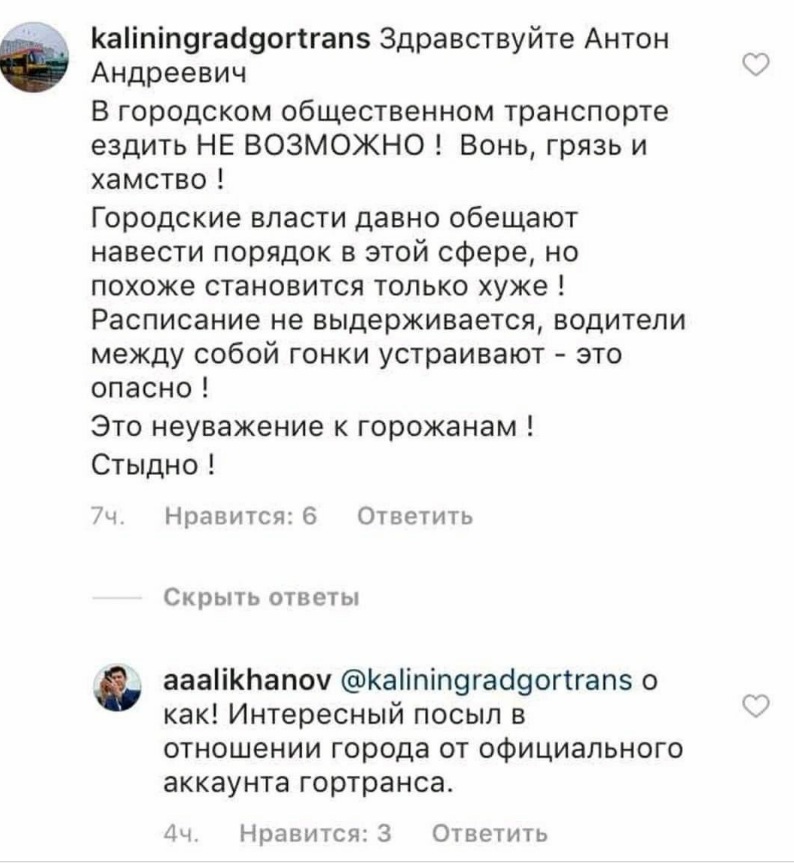 kaliningradgortrans Здравствуйте Антон
Андреевич
В городском общественном транспорте
ездить НЕ ВОЗМОЖНО ! Вонь, грязь и
хамство !
Городские власти давно обещают
навести порядок в этой сфере, но
похоже становится только хуже !
Расписание не выдерживается, водители
между собой гонки устраивают - это
опасно !
Это неуважение к горожанам !
Стыдно !
7ч. Нравится: 6 Ответить
Скрыть ответы
aaalikhanov @kaliningradgortrans о
как! Интересный посыл в
отношении города от официального
аккаунта гортранса.
4ч. Нравится: 3 Ответить